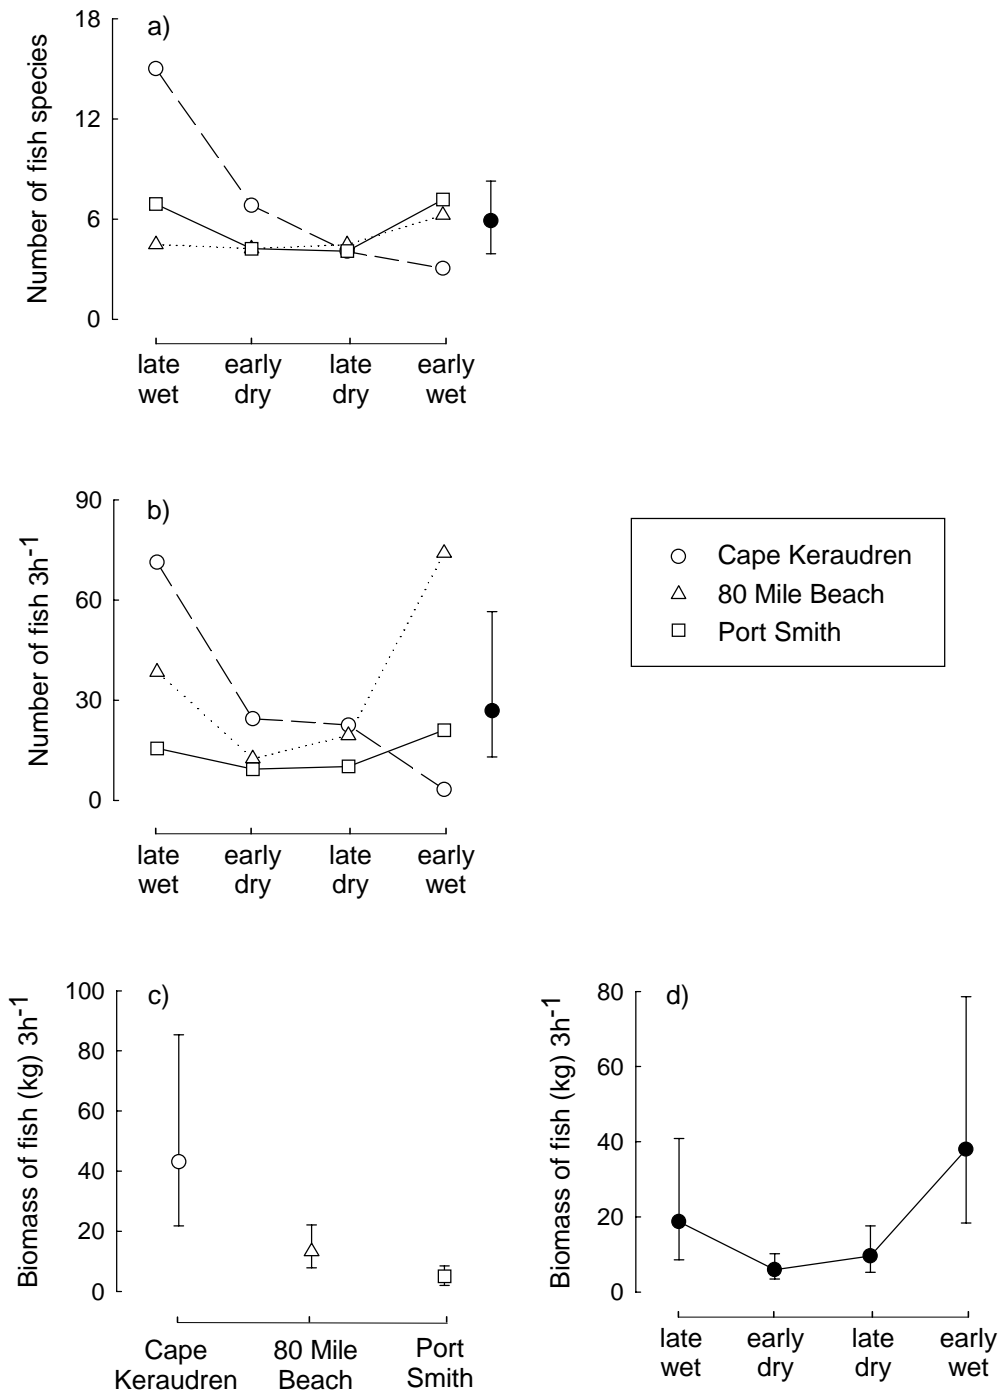 a)
Number of fish species
18
15
12
9
6
3
0
late
wet
early
dry
late
dry
early
wet
b)
Number of fish 3h-1
90
60
30
0
late
wet
early
dry
late
dry
early
wet
Cape Keraudren
80 Mile Beach
Port Smith
c)
Biomass of fish (kg) 3h-1
100
80
60
40
20
0
Cape
Keraudren
80 Mile
Beach
Port
Smith
d)
Biomass of fish (kg) 3h-1
80
60
40
20
0
late
wet
early
dry
late
dry
early
wet